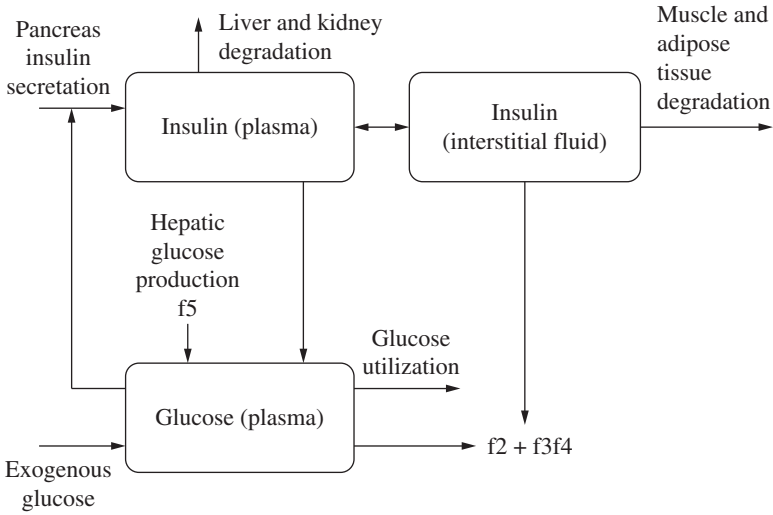 Pancreas
insulin
secretation
Liver and kidney
degradation
Muscle and
adipose
tissue
degradation
Insulin (plasma)
Insulin
(interstitial fluid)
Hepatic
glucose
production
f5
Glucose
utilization
Glucose (plasma)
f2 + f3f4
Exogenous
glucose